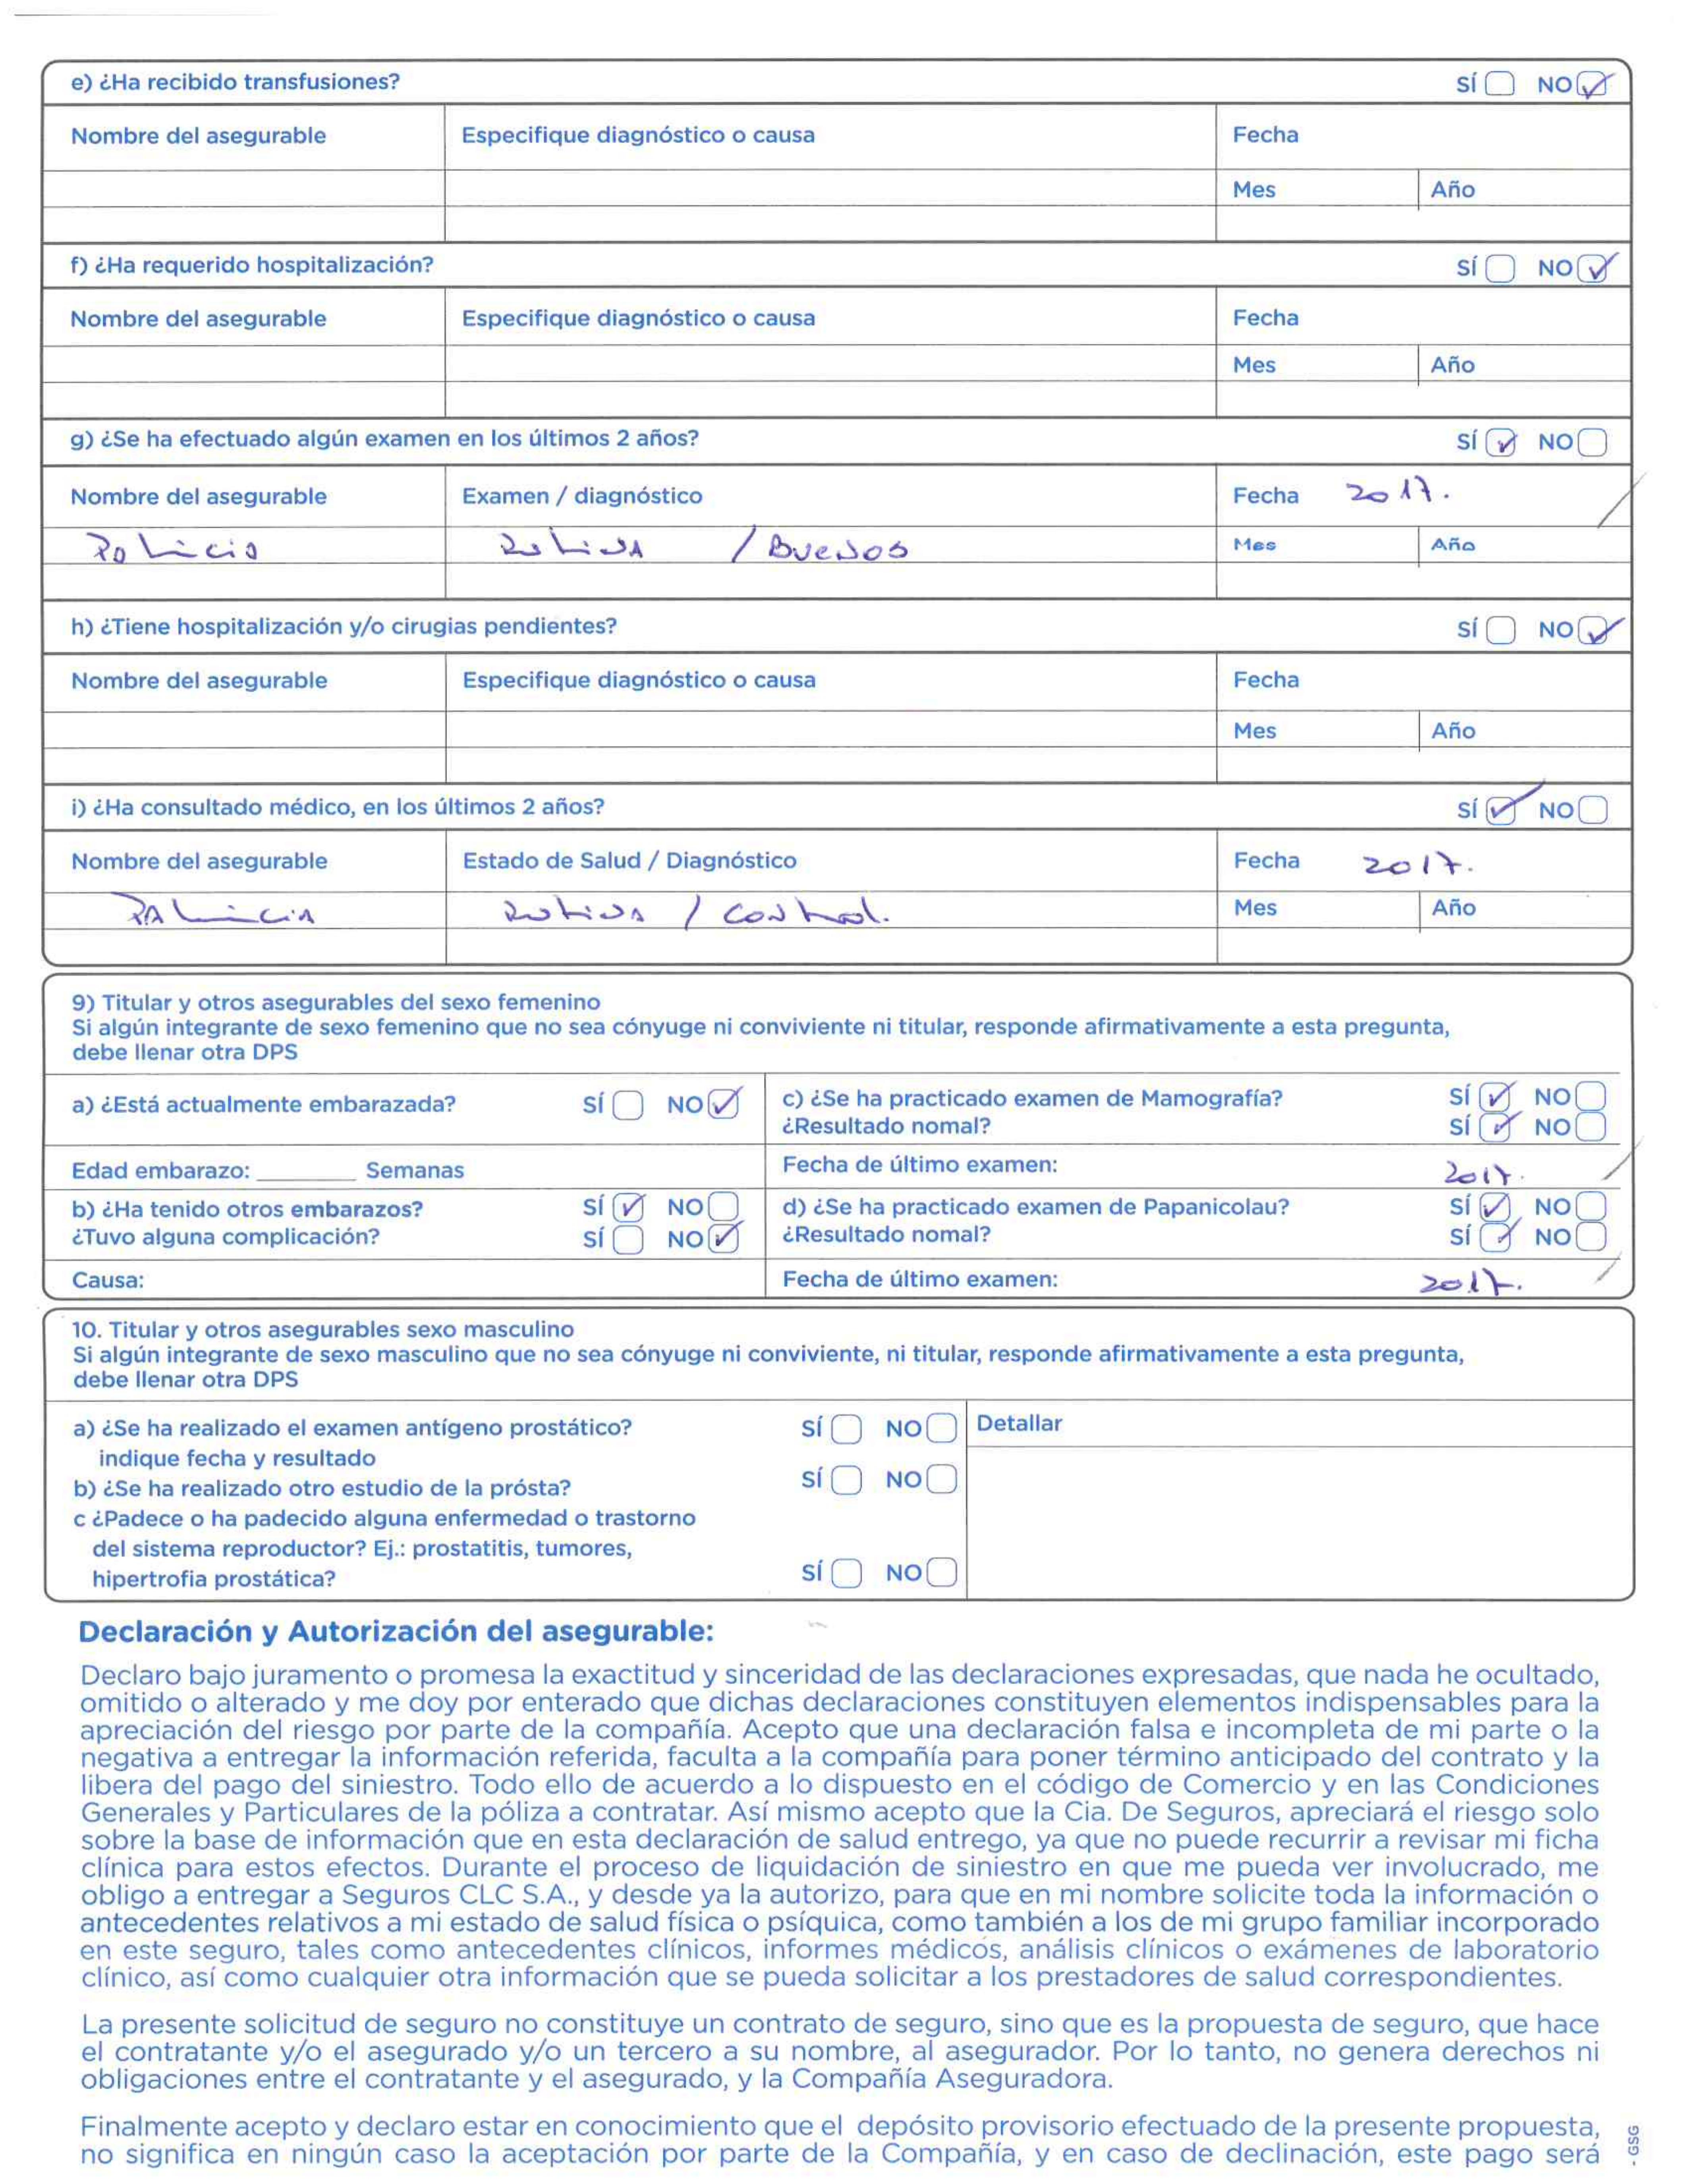 e) ¿Ha recibido transfusiones? SÍ NO
Nombre del asegurable Especifique diagnóstico o causa Fecha
Mes Año
f) ¿Ha requerido hospitalización? SÍ NO
Nombre del asegurable Especifique diagnóstico o causa Fecha
Mes Año
g) ¿Se ha efectuado algún examen en los últimos 2 años? SÍ NO
Nombre del asegurable Examen / diagnóstico Fecha 2017.
Patricia Rutina / Buenos Mes Año
h) ¿Tiene hospitalización y/o cirugias pendientes? SÍ NO
Nombre del asegurable Especifique diagnóstico o causa Fecha
Mes Año
i) ¿Ha consultado médico, en los últimos 2 años? SÍ NO
Nombre del asegurable Estado de Salud / Diagnóstico Fecha 2017.
Patricia Rutina / Control. Mes Año
9) Titular y otros asegurables del sexo femenino
Si algún integrante de sexo femenino que no sea cónyuge ni conviviente ni titular, responde afirmativamente a esta pregunta,
debe llenar otra DPS
a) ¿Está actualmente embarazada? SÍ NO
c) ¿Se ha practicado examen de Mamografía? SÍ NO
¿Resultado nomal? SÍ NO
Edad embarazo: ________ Semanas
Fecha de último examen: 2017.
b) ¿Ha tenido otros embarazos? SÍ NO
¿Tuvo alguna complicación? SÍ NO
d) ¿Se ha practicado examen de Papanicolau? SÍ NO
¿Resultado nomal? SÍ NO
Causa:
Fecha de último examen: 2017.
10. Titular y otros asegurables sexo masculino
Si algún integrante de sexo masculino que no sea cónyuge ni conviviente, ni titular, responde afirmativamente a esta pregunta,
debe llenar otra DPS
a) ¿Se ha realizado el examen antígeno prostático? SÍ NO Detallar
indique fecha y resultado
b) ¿Se ha realizado otro estudio de la prósta? SÍ NO
c ¿Padece o ha padecido alguna enfermedad o trastorno
del sistema reproductor? Ej.: prostatitis, tumores,
hipertrofia prostática? SÍ NO
Declaración y Autorización del asegurable:
Declaro bajo juramento o promesa la exactitud y sinceridad de las declaraciones expresadas, que nada he ocultado,
omitido o alterado y me doy por enterado que dichas declaraciones constituyen elementos indispensables para la
apreciación del riesgo por parte de la compañía. Acepto que una declaración falsa e incompleta de mi parte o la
negativa a entregar la información referida, faculta a la compañía para poner término anticipado del contrato y la
libera del pago del siniestro. Todo ello de acuerdo a lo dispuesto en el código de Comercio y en las Condiciones
Generales y Particulares de la póliza a contratar. Así mismo acepto que la Cia. De Seguros, apreciará el riesgo solo
sobre la base de información que en esta declaración de salud entrego, ya que no puede recurrir a revisar mi ficha
clínica para estos efectos. Durante el proceso de liquidación de siniestro en que me pueda ver involucrado, me
obligo a entregar a Seguros CLC S.A., y desde ya la autorizo, para que en mi nombre solicite toda la información o
antecedentes relativos a mi estado de salud física o psíquica, como también a los de mi grupo familiar incorporado
en este seguro, tales como antecedentes clínicos, informes médicos, análisis clínicos o exámenes de laboratorio
clínico, así como cualquier otra información que se pueda solicitar a los prestadores de salud correspondientes.
La presente solicitud de seguro no constituye un contrato de seguro, sino que es la propuesta de seguro, que hace
el contratante y/o el asegurado y/o un tercero a su nombre, al asegurador. Por lo tanto, no genera derechos ni
obligaciones entre el contratante y el asegurado, y la Compañía Aseguradora.
Finalmente acepto y declaro estar en conocimiento que el depósito provisorio efectuado de la presente propuesta,
no significa en ningún caso la aceptación por parte de la Compañía, y en caso de declinación, este pago será
- GSG